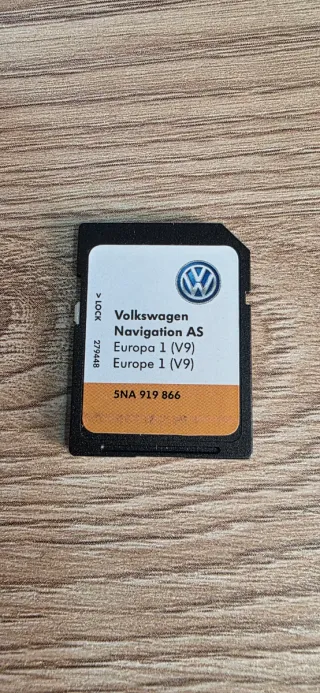 > LOCK
279448
Volkswagen
Navigation AS
Europa 1 (V9)
Europe 1 (V9)
5NA 919 866